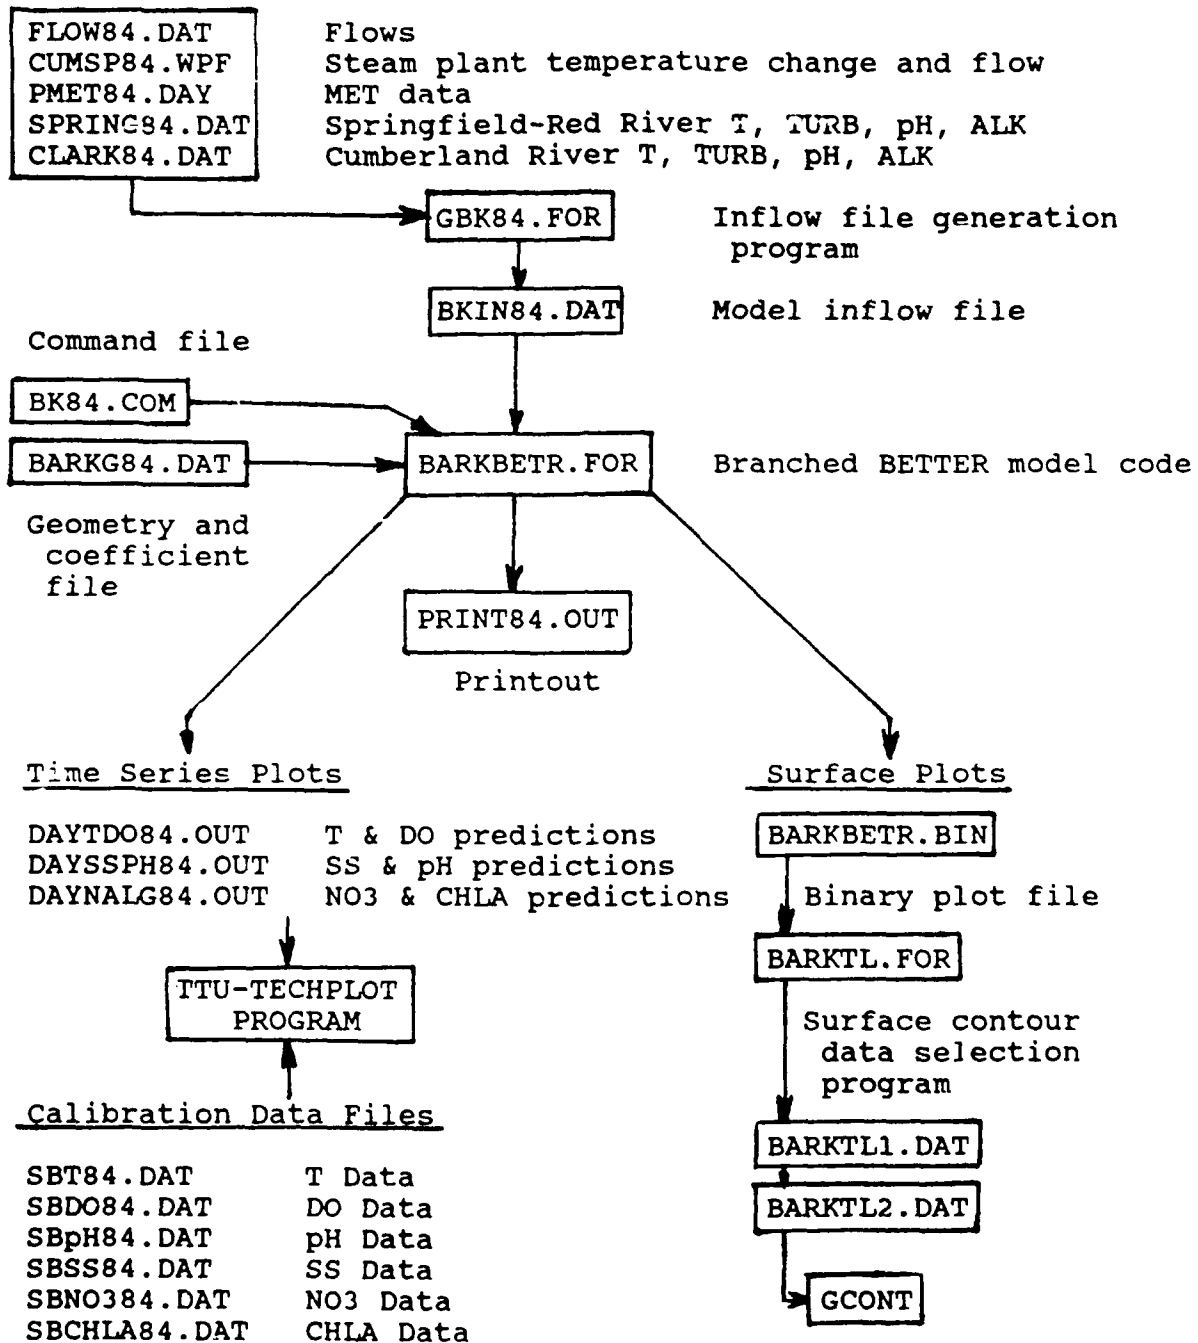 FLOW84.DAT Flows
CUMSP84.WPF Steam plant temperature change and flow
PMET84.DAY MET data
SPRING84.DAT Springfield-Red River T, TURB, pH, ALK
CLARK84.DAT Cumberland River T, TURB, pH, ALK
GBK84.FOR Inflow file generation
program
BKIN84.DAT Model inflow file
Command file
BK84.COM
BARKG84.DAT BARKBETR.FOR Branched BETTER model code
Geometry and
coefficient
file
PRINT84.OUT
Printout
Time Series Plots
DAYTDO84.OUT T & DO predictions
DAYSSPH84.OUT SS & pH predictions
DAYNALG84.OUT NO3 & CHLA predictions
TTU-TECHPLOT
PROGRAM
Calibration Data Files
SBT84.DAT T Data
SBDO84.DAT DO Data
SBpH84.DAT pH Data
SBSS84.DAT SS Data
SBNO384.DAT NO3 Data
SBCHLA84.DAT CHLA Data
Surface Plots
BARKBETR.BIN
Binary plot file
BARKTL.FOR
Surface contour
data selection
program
BARKTL1.DAT
BARKTL2.DAT
GCONT